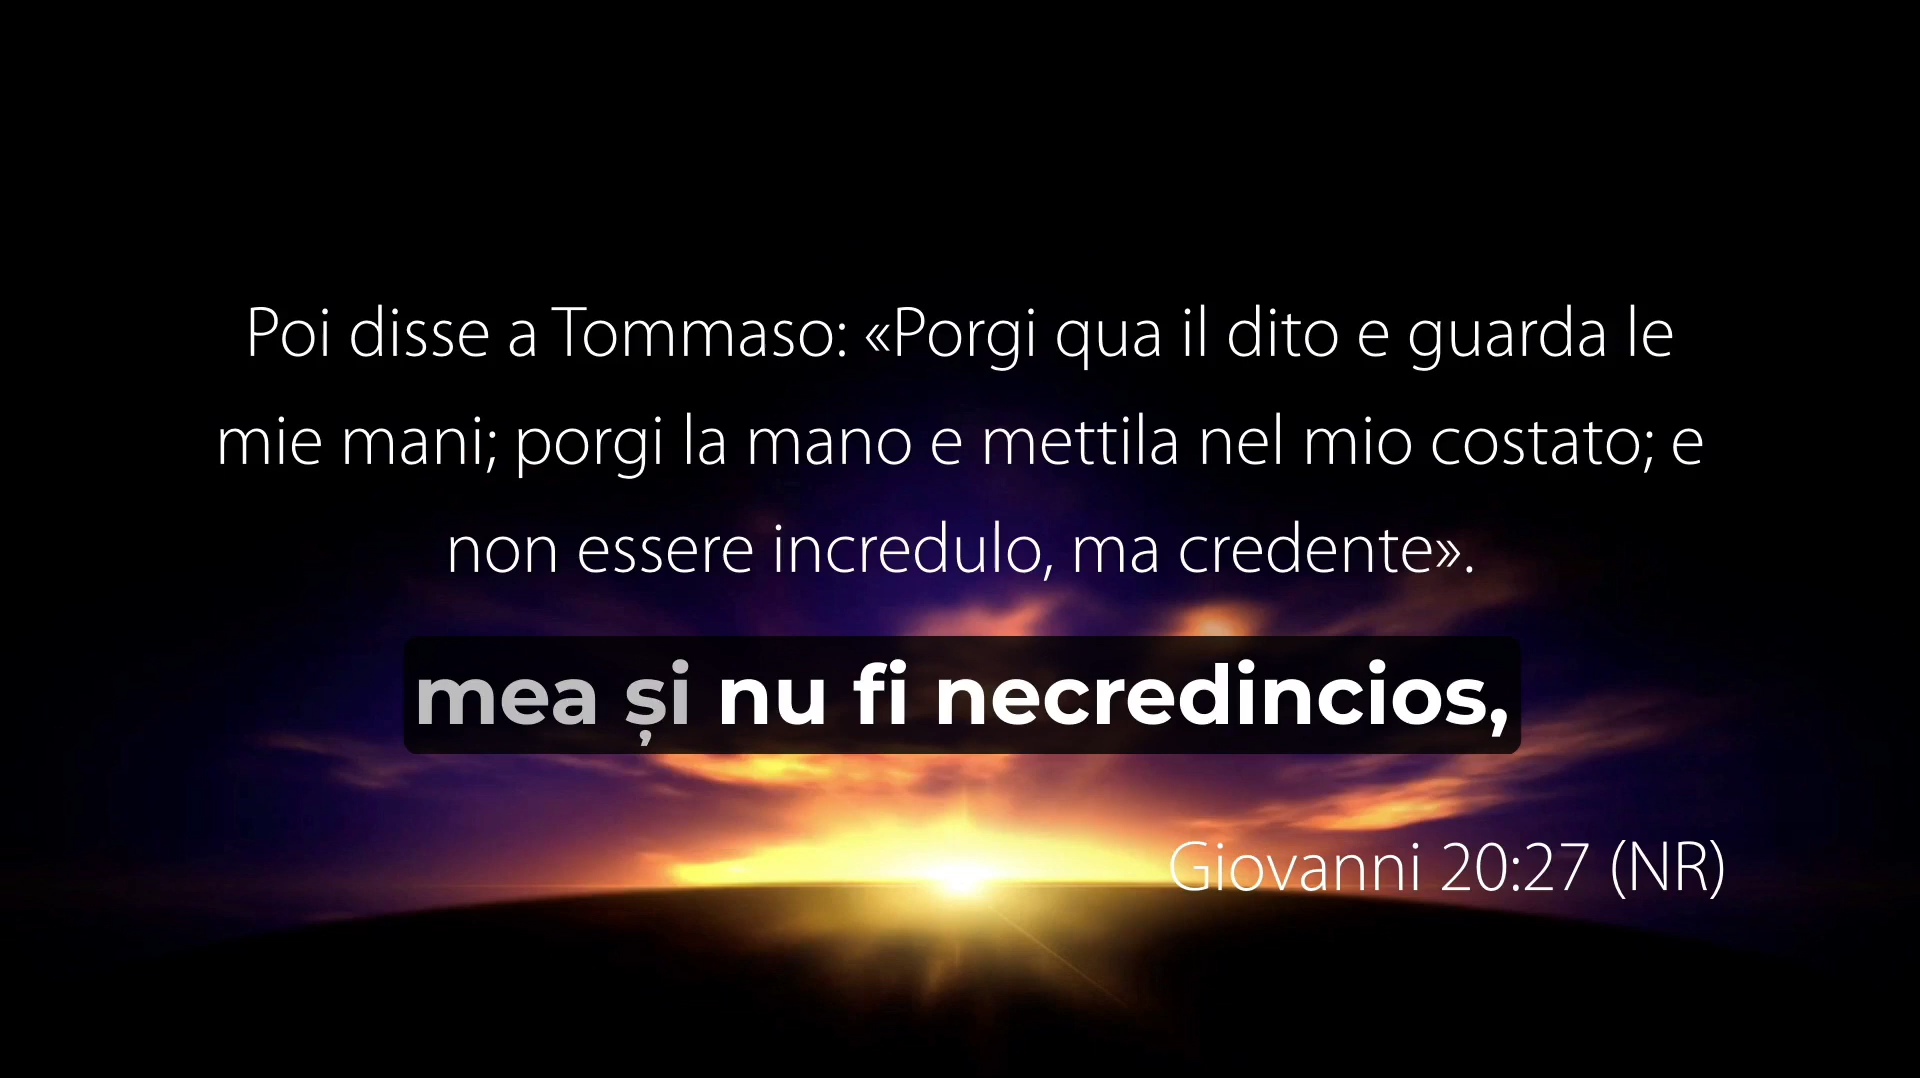 Poi disse a Tommaso: «Porgi qua il dito e guarda le
mie mani; porgi la mano e mettila nel mio costato; e
non essere incredulo, ma credente».
mea și nu fi necredincios,
Giovanni 20:27 (NR)